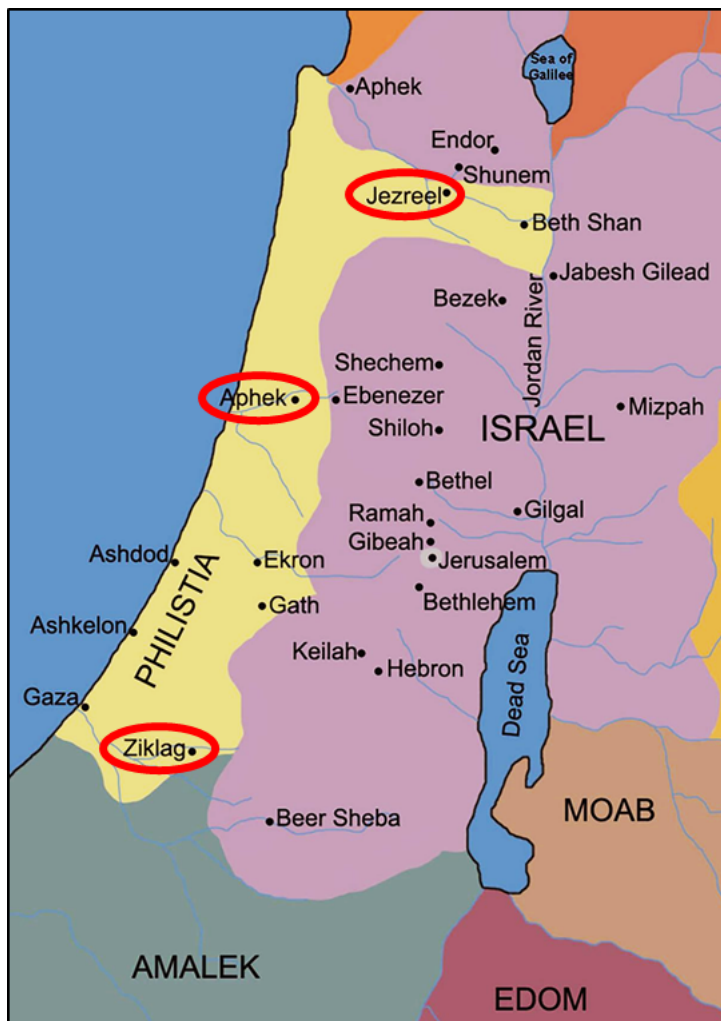 Sea of
Galilee
Aphek
Endor
Shunem
Jezreel
Beth Shan
Jabesh Gilead
Bezek
Jordan River
Shechem
Aphek
Ebenezer
Mizpah
Shiloh
ISRAEL
Bethel
Ramah
Gilgal
Gibeah
Ashdod
Ekron
Jerusalem
PHILISTIA
Gath
Bethlehem
Ashkelon
Keilah
Hebron
Dead Sea
Gaza
Ziklag
Beer Sheba
MOAB
AMALEK
EDOM